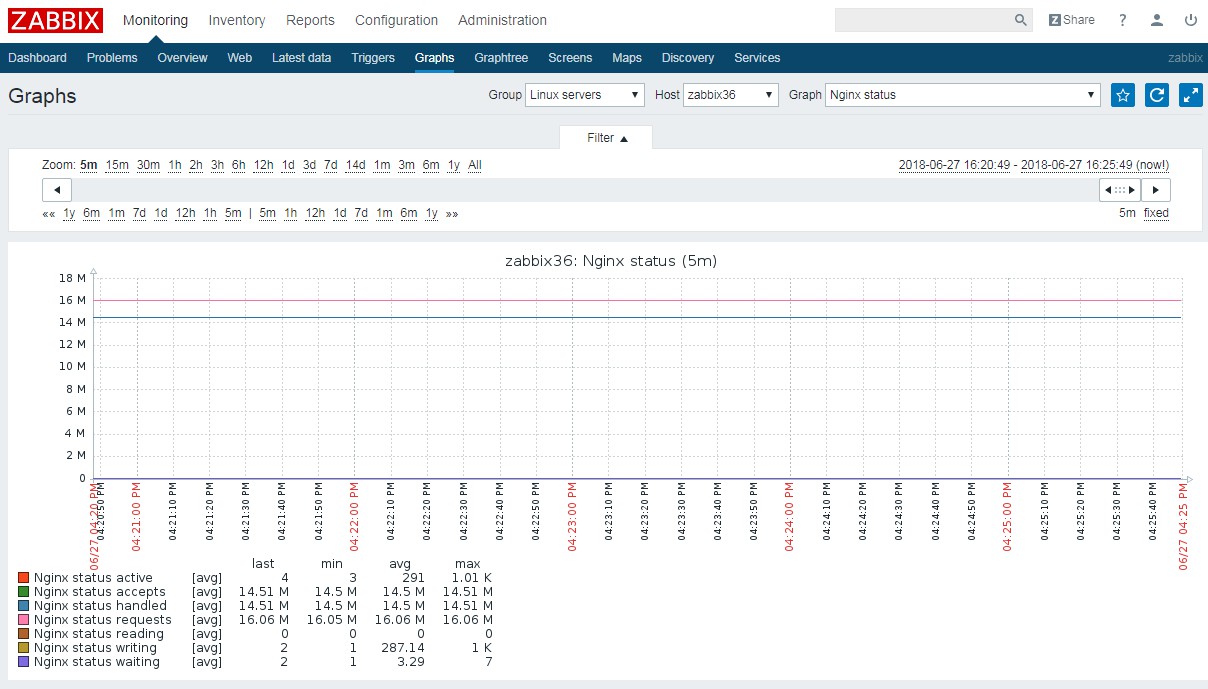 ZABBIX Monitoring Inventory Reports Configuration Administration Z Share ?
Dashboard Problems Overview Web Latest data Triggers Graphs Graphtree Screens Maps Discovery Services zabbix
Graphs Group Linux servers Host zabbix36 Graph Nginx status
Filter
Zoom: 5m 15m 30m 1h 2h 3h 6h 12h 1d 3d 7d 14d 1m 3m 6m 1y All 2018-06-27 16:20:49 - 2018-06-27 16:25:49 (now!)
«« 1y 6m 1m 7d 1d 12h 1h 5m | 5m 1h 12h 1d 7d 1m 6m 1y »» 5m fixed
zabbix36: Nginx status (5m)
18 M
16 M
14 M
12 M
10 M
8 M
6 M
4 M
2 M
0
06/27 04:20 PM 04:20:50 PM 04:21:00 PM 04:21:10 PM 04:21:20 PM 04:21:30 PM 04:21:40 PM 04:21:50 PM 04:22:00 PM 04:22:10 PM 04:22:20 PM 04:22:30 PM 04:22:40 PM 04:22:50 PM 04:23:00 PM 04:23:10 PM 04:23:20 PM 04:23:30 PM 04:23:40 PM 04:23:50 PM 04:24:00 PM 04:24:10 PM 04:24:20 PM 04:24:30 PM 04:24:40 PM 04:24:50 PM 04:25:00 PM 04:25:10 PM 04:25:20 PM 04:25:30 PM 04:25:40 PM 06/27 04:25 PM
last min avg max
Nginx status active [avg] 4 3 291 1.01 K
Nginx status accepts [avg] 14.51 M 14.5 M 14.5 M 14.51 M
Nginx status handled [avg] 14.51 M 14.5 M 14.5 M 14.51 M
Nginx status requests [avg] 16.06 M 16.05 M 16.06 M 16.06 M
Nginx status reading [avg] 0 0 0 0
Nginx status writing [avg] 2 1 287.14 1 K
Nginx status waiting [avg] 2 1 3.29 7